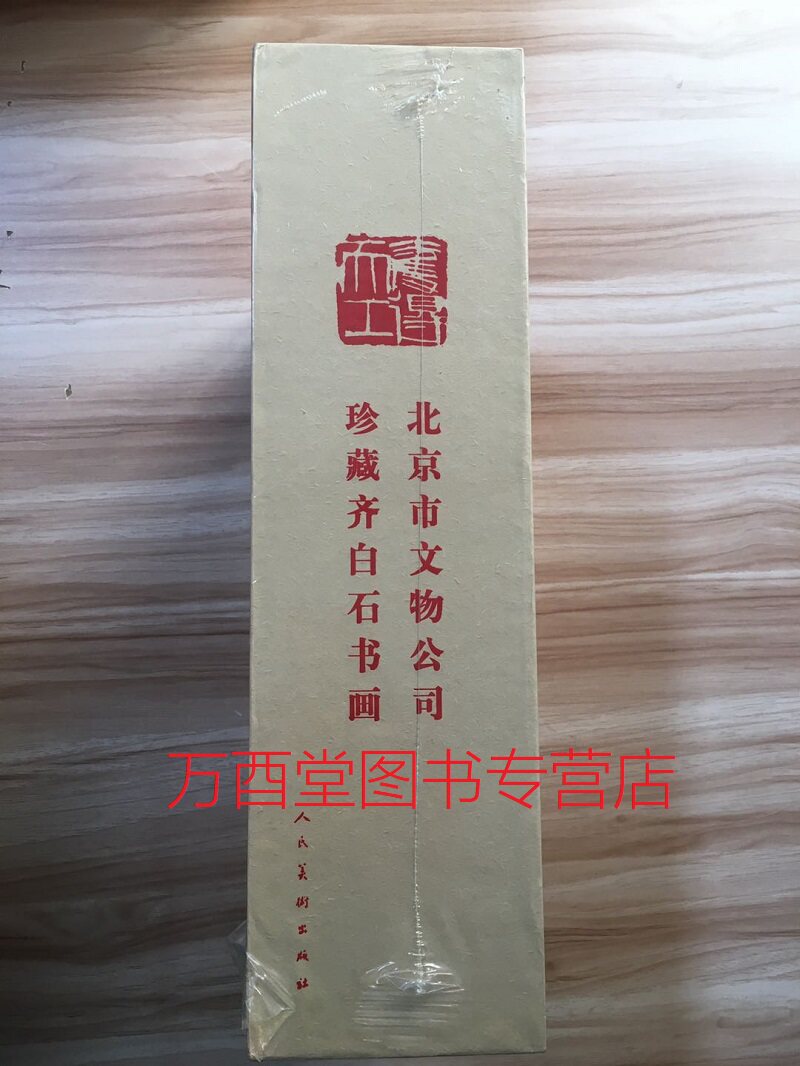 北京市文物公司
珍藏齐白石书画
万酉堂图书专营店
人民美術出版社